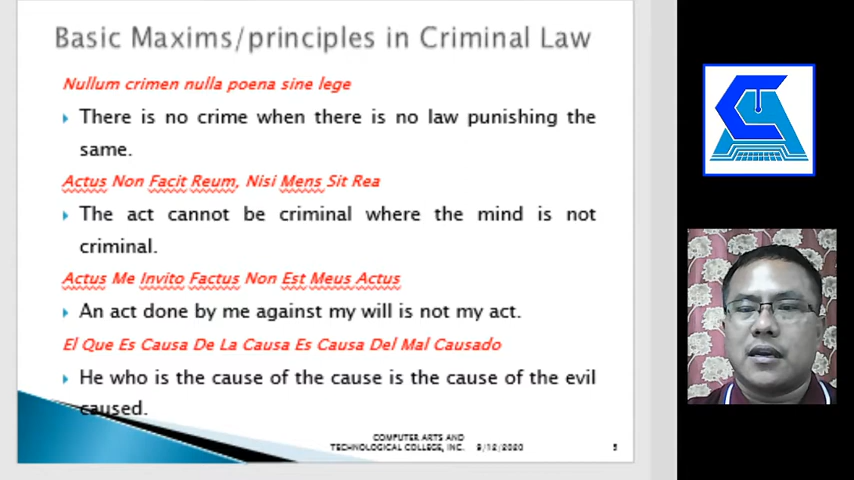 Basic Maxims/principles in Criminal Law
Nullum crimen nulla poena sine lege
There is no crime when there is no law punishing the
same.
Actus Non Facit Reum, Nisi Mens Sit Rea
The act cannot be criminal where the mind is not
criminal.
Actus Me Invito Factus Non Est Meus Actus
An act done by me against my will is not my act.
El Que Es Causa De La Causa Es Causa Del Mal Causado
He who is the cause of the cause is the cause of the evil
caused.
COMPUTER ARTS AND
TECHNOLOGICAL COLLEGE, INC. 9/12/2020 5